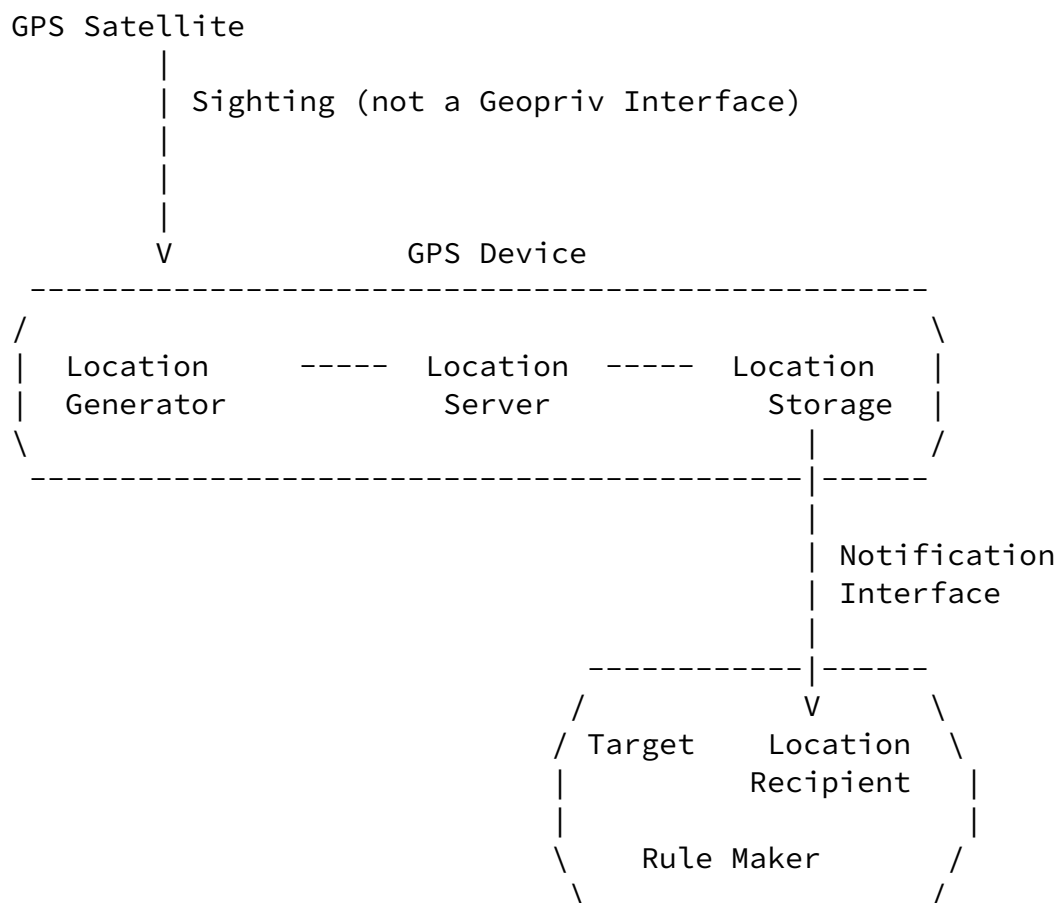 GPS Satellite
Sighting (not a Geopriv Interface)
GPS Device
Location ----- Location ----- Location
Generator Server Storage
Notification
Interface
Target Location
Recipient
Rule Maker